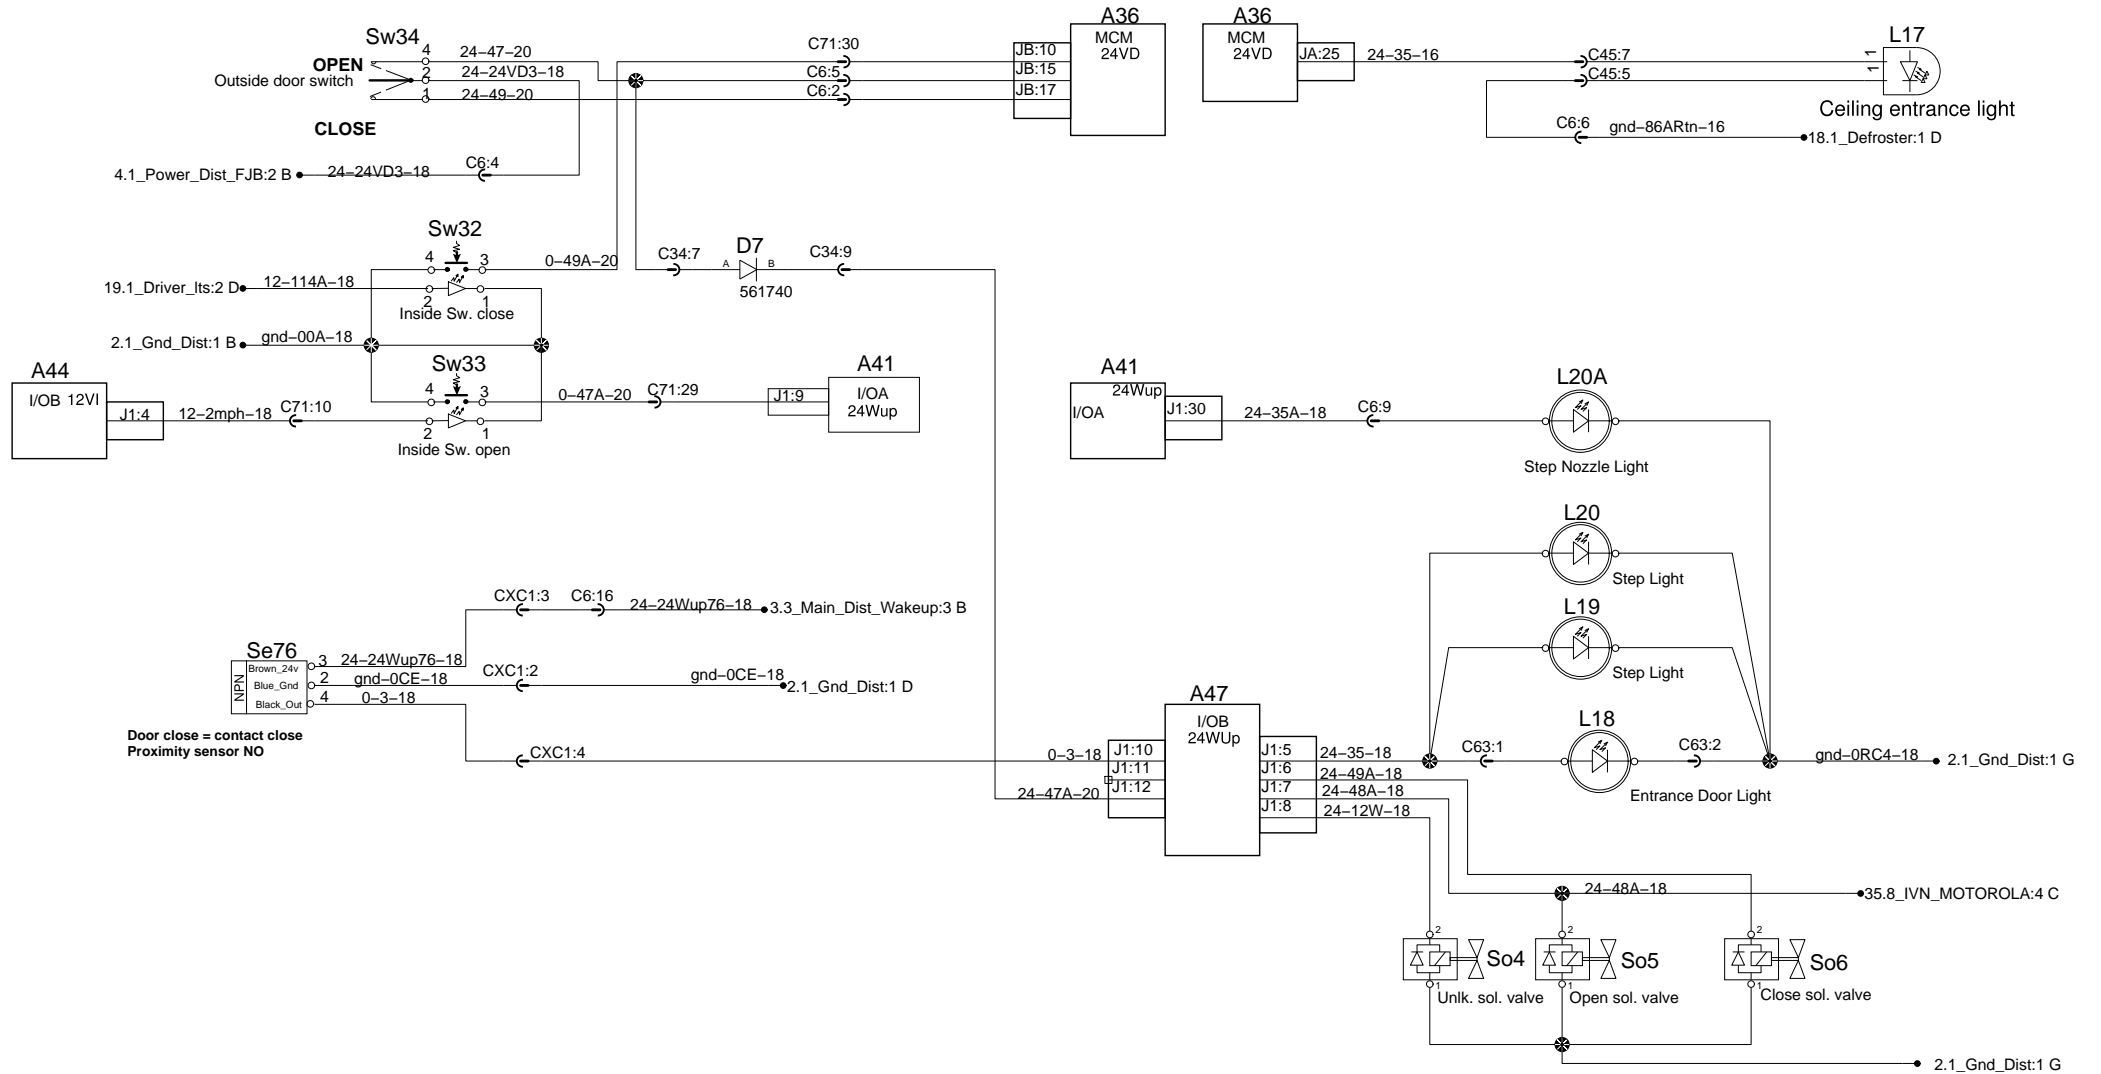 Sw34
OPEN
Outside door switch
CLOSE
4
2
1
24-47-20
24-24VD3-18
24-49-20
C71:30
C6:5
C6:2
JB:10
JB:15
JB:17
A36
MCM
24VD
A36
MCM
24VD
JA:25
24-35-16
C45:7
C45:5
1
1
L17
Ceiling entrance light
C6:6
gnd-86ARtn-16
18.1_Defroster:1 D
4.1_Power_Dist_FJB:2 B
24-24VD3-18
C6:4
Sw32
4
3
0-49A-20
C34:7
D7
A
B
561740
C34:9
19.1_Driver_lts:2 D
12-114A-18
2
1
Inside Sw. close
2.1_Gnd_Dist:1 B
gnd-00A-18
Sw33
4
3
0-47A-20
C71:29
J1:9
A41
I/OA
24Wup
A44
I/OB 12VI
J1:4
12-2mph-18
C71:10
2
1
Inside Sw. open
A41
24Wup
I/OA
J1:30
24-35A-18
C6:9
L20A
Step Nozzle Light
L20
Step Light
L19
Step Light
CXC1:3
C6:16
24-24Wup76-18
3.3_Main_Dist_Wakeup:3 B
Se76
NPN
Brown_24v
Blue_Gnd
Black_Out
3
2
4
24-24Wup76-18
gnd-0CE-18
0-3-18
CXC1:2
gnd-0CE-18
2.1_Gnd_Dist:1 D
Door close = contact close
Proximity sensor NO
CXC1:4
0-3-18
24-47A-20
J1:10
J1:11
J1:12
A47
I/OB
24WUp
J1:5
J1:6
J1:7
J1:8
24-35-18
24-49A-18
24-48A-18
24-12W-18
C63:1
L18
C63:2
Entrance Door Light
gnd-0RC4-18
2.1_Gnd_Dist:1 G
24-48A-18
35.8_IVN_MOTOROLA:4 C
2
So4
1
Unlk. sol. valve
2
So5
1
Open sol. valve
2
So6
1
Close sol. valve
2.1_Gnd_Dist:1 G